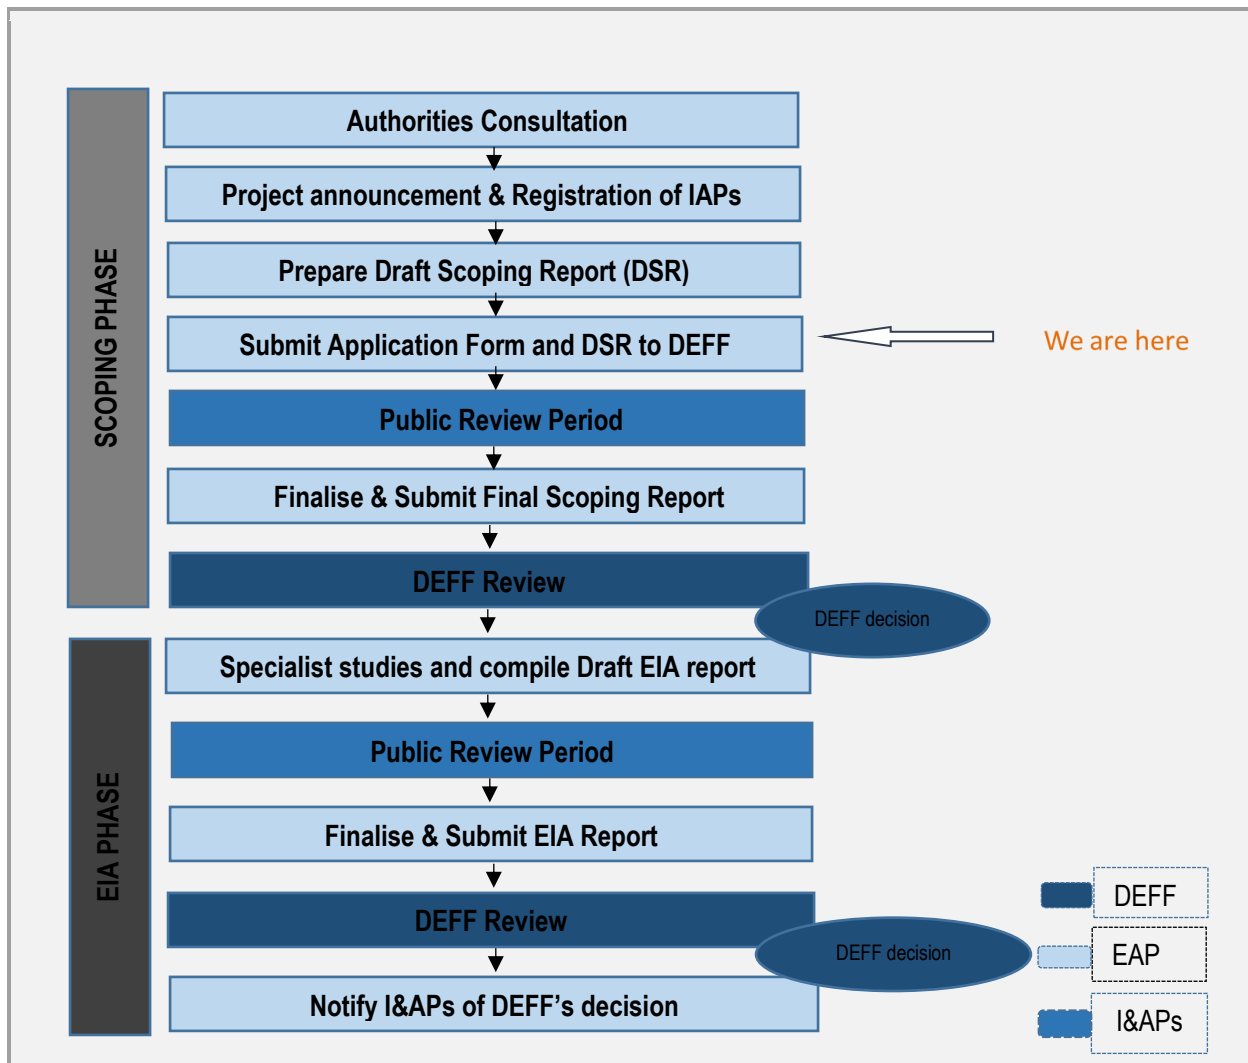 SCOPING PHASE
Authorities Consultation
Project announcement & Registration of IAPs
Prepare Draft Scoping Report (DSR)
Submit Application Form and DSR to DEFF
We are here
Public Review Period
Finalise & Submit Final Scoping Report
DEFF Review
DEFF decision
EIA PHASE
Specialist studies and compile Draft EIA report
Public Review Period
Finalise & Submit EIA Report
DEFF Review
DEFF decision
Notify I&APs of DEFF’s decision
DEFF
EAP
I&APs